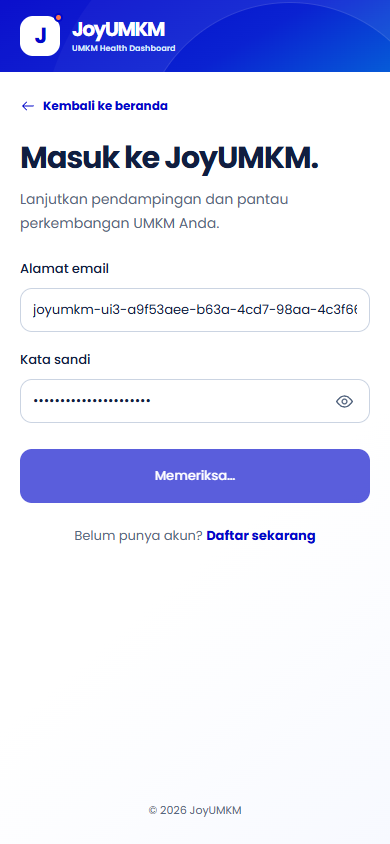 J
JoyUMKM
UMKM Health Dashboard
← Kembali ke beranda
Masuk ke JoyUMKM.
Lanjutkan pendampingan dan pantau
perkembangan UMKM Anda.
Alamat email
joyumkm-ui3-a9f53aee-b63a-4cd7-98aa-4c3f66
Kata sandi
••••••••••••••••••••••
Memeriksa...
Belum punya akun? Daftar sekarang
© 2026 JoyUMKM